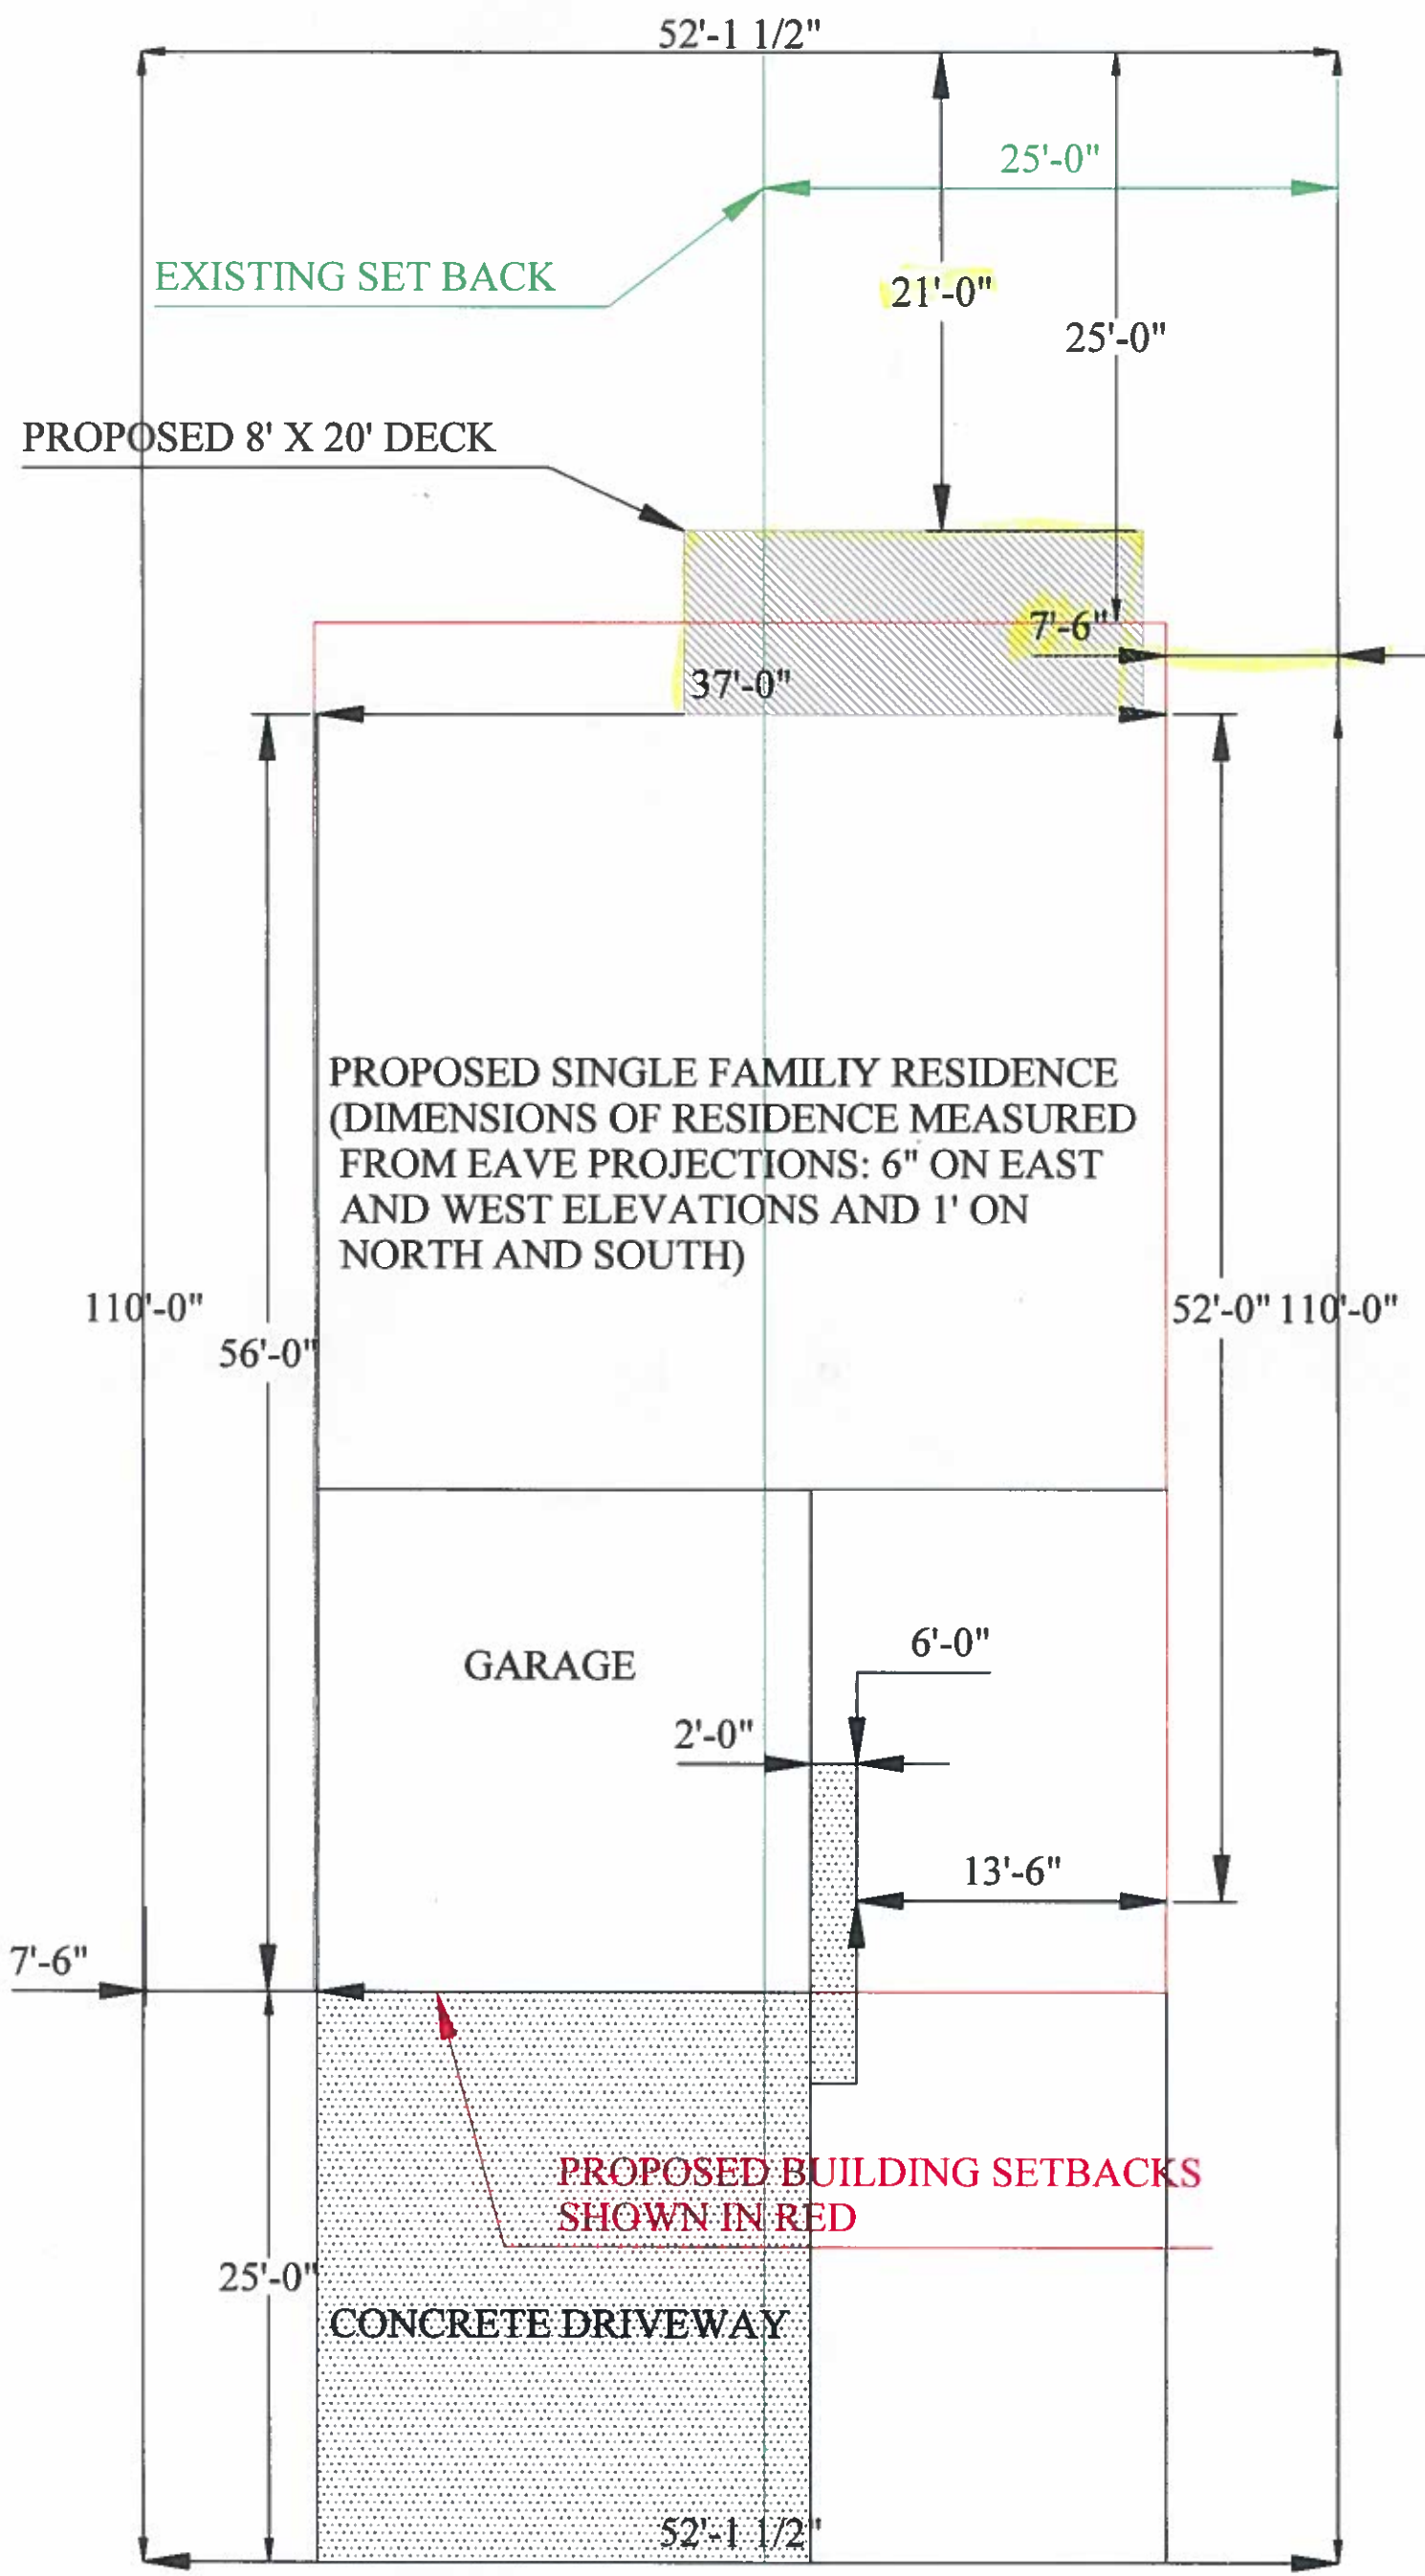 52'-1 1/2"
25'-0"
EXISTING SET BACK
21'-0"
25'-0"
PROPOSED 8' X 20' DECK
7'-6"
37'-0"
PROPOSED SINGLE FAMILIY RESIDENCE
(DIMENSIONS OF RESIDENCE MEASURED
FROM EAVE PROJECTIONS: 6" ON EAST
AND WEST ELEVATIONS AND 1' ON
NORTH AND SOUTH)
110'-0"
52'-0" 110'-0"
56'-0"
6'-0"
GARAGE
2'-0"
13'-6"
7'-6"
PROPOSED BUILDING SETBACKS
SHOWN IN RED
25'-0"
CONCRETE DRIVEWAY
52'-1 1/2"